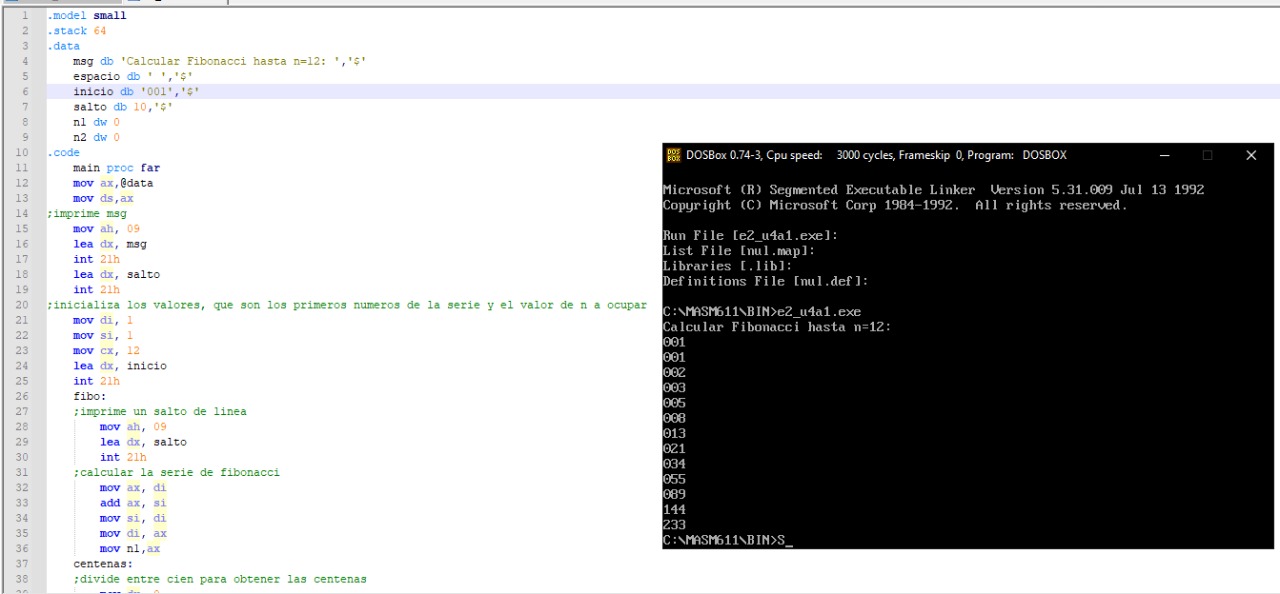 1 .model small
2 .stack 64
3 .data
4 msg db 'Calcular Fibonacci hasta n=12: ','$'
5 espacio db ' ','$'
6 inicio db '001','$'
7 salto db 10,'$'
8 n1 dw 0
9 n2 dw 0
10 .code
11 main proc far
12 mov ax,@data
13 mov ds,ax
14 ;imprime msg
15 mov ah, 09
16 lea dx, msg
17 int 21h
18 lea dx, salto
19 int 21h
20 ;inicializa los valores, que son los primeros numeros de la serie y el valor de n a ocupar
21 mov di, 1
22 mov si, 1
23 mov cx, 12
24 lea dx, inicio
25 int 21h
26 fibo:
27 ;imprime un salto de linea
28 mov ah, 09
29 lea dx, salto
30 int 21h
31 ;calcular la serie de fibonacci
32 mov ax, di
33 add ax, si
34 mov si, di
35 mov di, ax
36 mov n1,ax
37 centenas:
38 ;divide entre cien para obtener las centenas
DOSBox 0.74-3, Cpu speed: 3000 cycles, Frameskip 0, Program: DOSBOX
Microsoft (R) Segmented Executable Linker Version 5.31.009 Jul 13 1992
Copyright (C) Microsoft Corp 1984-1992. All rights reserved.
Run File [e2_u4a1.exe]:
List File [nul.map]:
Libraries [.lib]:
Definitions File [nul.def]:
C:\MASM611\BIN>e2_u4a1.exe
Calcular Fibonacci hasta n=12:
001
001
002
003
005
008
013
021
034
055
089
144
233
C:\MASM611\BIN>S_